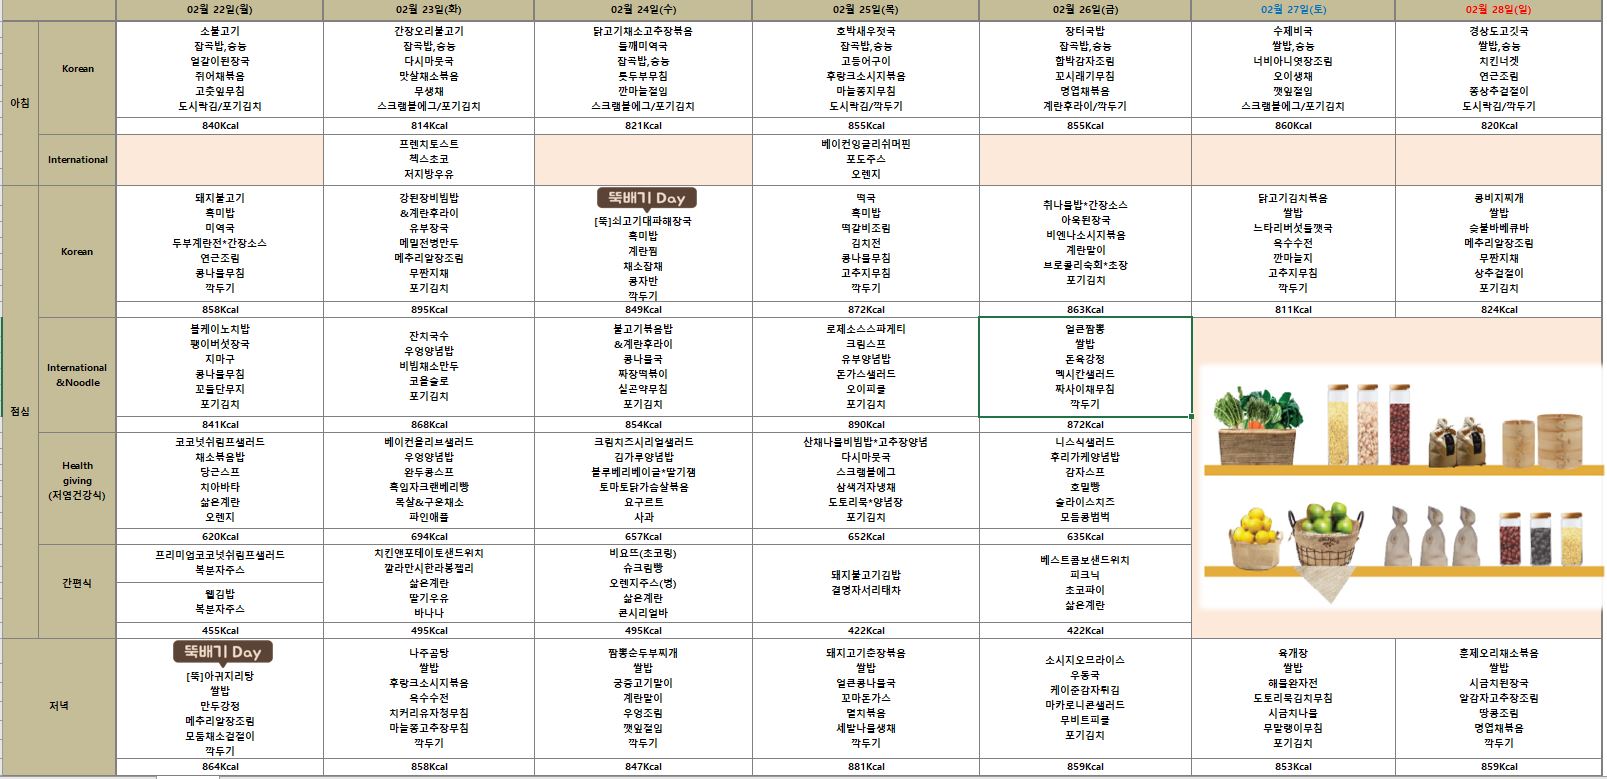 02월 22일(월)
02월 23일(화)
02월 24일(수)
02월 25일(목)
02월 26일(금)
02월 27일(토)
02월 28일(일)
아침
Korean
소불고기
잡곡밥,숭늉
얼갈이된장국
쥐어채볶음
고춧잎무침
도시락김/포기김치
840Kcal
간장오리불고기
잡곡밥,숭늉
다시마뭇국
맛살채소볶음
무생채
스크램블에그/포기김치
814Kcal
닭고기채소고추장볶음
들깨미역국
잡곡밥,숭늉
톳두부무침
깐마늘절임
스크램블에그/포기김치
821Kcal
호박새우젓국
잡곡밥,숭늉
고등어구이
후랑크소시지볶음
마늘쫑지무침
도시락김/깍두기
855Kcal
장터국밥
잡곡밥,숭늉
함박감자조림
꼬시래기무침
명엽채볶음
계란후라이/깍두기
855Kcal
수제비국
쌀밥,숭늉
너비아니엿장조림
오이생채
깻잎절임
스크램블에그/포기김치
860Kcal
경상도고깃국
쌀밥,숭늉
치킨너겟
연근조림
쫑상추겉절이
도시락김/깍두기
820Kcal
International
프렌치토스트
첵스초코
저지방우유
베이컨잉글리쉬머핀
포도주스
오렌지
점심
Korean
돼지불고기
흑미밥
미역국
두부계란전*간장소스
연근조림
콩나물무침
깍두기
858Kcal
강된장비빔밥
&계란후라이
유부장국
메밀전병만두
메추리알장조림
무짠지채
포기김치
895Kcal
뚝배기 Day
[뚝]쇠고기대파해장국
흑미밥
계란찜
채소잡채
콩자반
깍두기
849Kcal
떡국
흑미밥
떡갈비조림
김치전
콩나물무침
고추지무침
깍두기
872Kcal
취나물밥*간장소스
아욱된장국
비엔나소시지볶음
계란말이
브로콜리숙회*초장
포기김치
863Kcal
닭고기김치볶음
쌀밥
느타리버섯들깻국
옥수수전
깐마늘지
고추지무침
깍두기
811Kcal
콩비지찌개
쌀밥
숯불바베큐바
메추리알장조림
무짠지채
상추겉절이
포기김치
824Kcal
International
&Noodle
볼케이노치밥
팽이버섯장국
지마구
콩나물무침
꼬들단무지
포기김치
841Kcal
잔치국수
우엉양념밥
비빔채소만두
코울슬로
포기김치
868Kcal
불고기볶음밥
&계란후라이
콩나물국
짜장떡볶이
실곤약무침
포기김치
854Kcal
로제소스스파게티
크림스프
유부양념밥
돈가스샐러드
오이피클
포기김치
890Kcal
얼큰짬뽕
쌀밥
돈육강정
멕시칸샐러드
짜사이채무침
깍두기
872Kcal
Health
giving
(저염건강식)
코코넛쉬림프샐러드
채소볶음밥
당근스프
치아바타
삶은계란
오렌지
620Kcal
베이컨올리브샐러드
우엉양념밥
완두콩스프
흑임자크랜베리빵
목살&구운채소
파인애플
694Kcal
크림치즈시리얼샐러드
김가루양념밥
블루베리베이글*딸기잼
토마토닭가슴살볶음
요구르트
사과
657Kcal
산채나물비빔밥*고추장양념
다시마뭇국
스크램블에그
삼색겨자냉채
도토리묵*양념장
포기김치
652Kcal
니스식샐러드
후리가케양념밥
감자스프
호밀빵
슬라이스치즈
모듬콩범벅
635Kcal
간편식
프리미엄코코넛쉬림프샐러드
복분자주스
웰김밥
복분자주스
455Kcal
치킨앤포테이토샌드위치
깔라만시한라봉젤리
삶은계란
딸기우유
바나나
495Kcal
비요뜨(초코링)
슈크림빵
오렌지주스(병)
삶은계란
콘시리얼바
495Kcal
돼지불고기김밥
결명자서리태차
422Kcal
베스트콤보샌드위치
피크닉
초코파이
삶은계란
422Kcal
저녁
뚝배기 Day
[뚝]아귀지리탕
쌀밥
만두강정
메추리알장조림
모둠채소겉절이
깍두기
864Kcal
나주곰탕
쌀밥
후랑크소시지볶음
옥수수전
치커리유자청무침
마늘쫑고추장무침
깍두기
858Kcal
짬뽕순두부찌개
쌀밥
궁중고기말이
계란말이
우엉조림
깻잎절임
깍두기
847Kcal
돼지고기춘장볶음
쌀밥
얼큰콩나물국
꼬마돈가스
멸치볶음
세발나물생채
깍두기
881Kcal
소시지오므라이스
우동국
케이준감자튀김
마카로니콘샐러드
무비트피클
포기김치
859Kcal
육개장
쌀밥
해물완자전
도토리묵김치무침
시금치나물
무말랭이무침
포기김치
853Kcal
훈제오리채소볶음
쌀밥
시금치된장국
알감자고추장조림
땅콩조림
명엽채볶음
깍두기
859Kcal